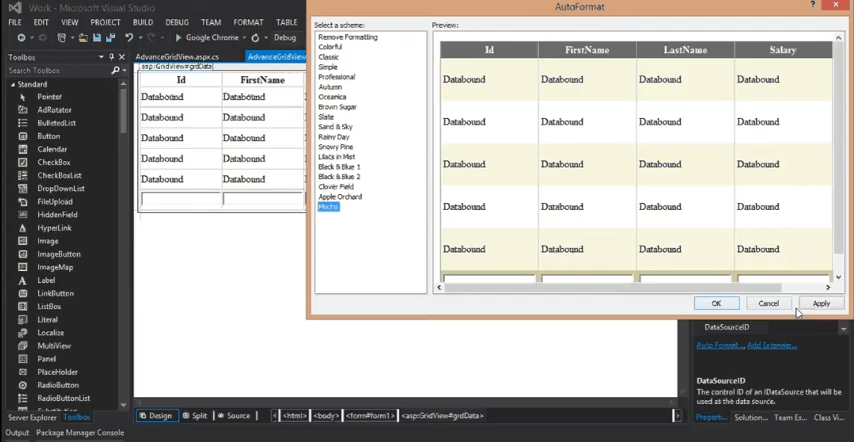 Work - Microsoft Visual Studio
FILE EDIT VIEW PROJECT BUILD DEBUG TEAM FORMAT TABLE
Google Chrome Debug
Toolbox
Search Toolbox
Standard
Pointer
AdRotator
BulletedList
Button
Calendar
CheckBox
CheckBoxList
DropDownList
FileUpload
HiddenField
HyperLink
Image
ImageButton
ImageMap
Label
LinkButton
ListBox
Literal
Localize
MultiView
Panel
PlaceHolder
RadioButton
RadioButtonList
Server Explorer Toolbox
Output Package Manager Console
AdvanceGridView.aspx.cs AdvanceGridView
asp:GridView#grdData
Id FirstName
Databound Databound
Databound Databound
Databound Databound
Databound Databound
Databound Databound
Design Split Source <html> <body> <form#form1> <asp:GridView#grdData>
AutoFormat
Select a scheme:
Remove Formatting
Colorful
Classic
Simple
Professional
Autumn
Oceanica
Brown Sugar
Slate
Sand & Sky
Rainy Day
Snowy Pine
Lilacs in Mist
Black & Blue 1
Black & Blue 2
Clover Field
Apple Orchard
Mocha
Preview:
Id FirstName LastName Salary
Databound Databound Databound Databound
Databound Databound Databound Databound
Databound Databound Databound Databound
Databound Databound Databound Databound
Databound Databound Databound Databound
OK Cancel Apply
DataSourceID
Auto Format... Add Extender...
DataSourceID
The control ID of an IDataSource that will be
used as the data source.
Properti... Solution... Team Ex... Class Vi...